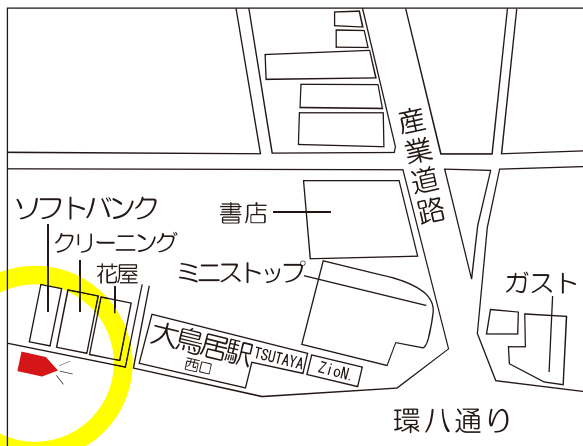 産業道路
ソフトバンク
書店
クリーニング
花屋
ミニストップ
ガスト
大鳥居駅
西口
TSUTAYA
ZioN.
環八通り